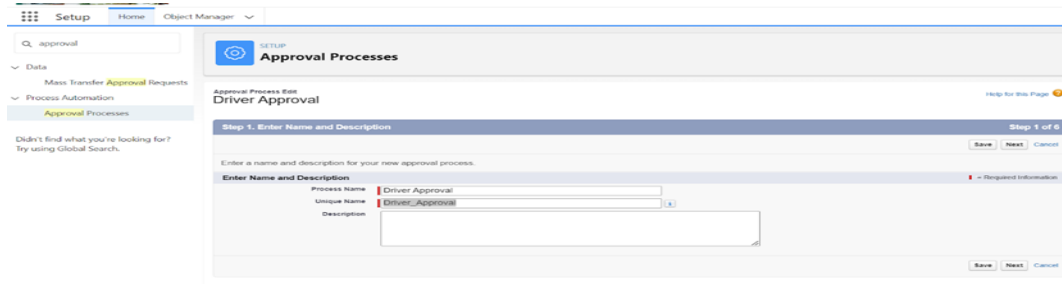 Setup Home Object Manager
approval
Data
Mass Transfer Approval Requests
Process Automation
Approval Processes
Didn't find what you're looking for?
Try using Global Search.
SETUP
Approval Processes
Approval Process Edit
Driver Approval
Help for this Page
Step 1. Enter Name and Description Step 1 of 6
Save Next Cancel
Enter a name and description for your new approval process.
Enter Name and Description = Required Information
Process Name Driver Approval
Unique Name Driver_Approval
Description
Save Next Cancel